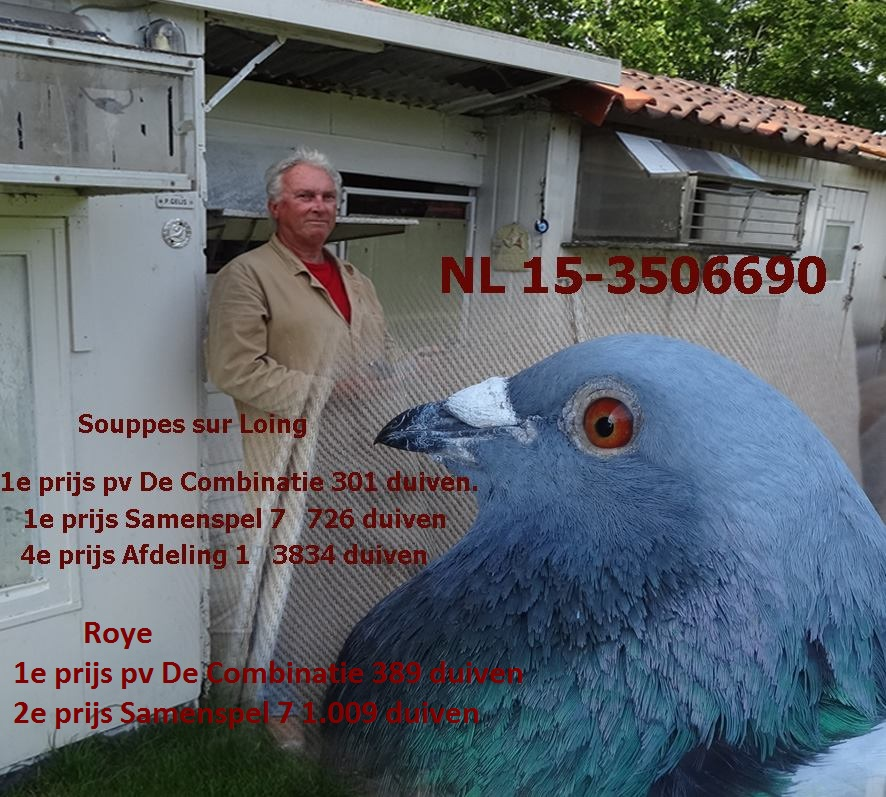 P. GELIS
NL 15-3506690
Souppes sur Loing
1e prijs pv De Combinatie 301 duiven.
1e prijs Samenspel 7 726 duiven
4e prijs Afdeling 1 3834 duiven
Roye
1e prijs pv De Combinatie 389 duiven
2e prijs Samenspel 7 1.009 duiven